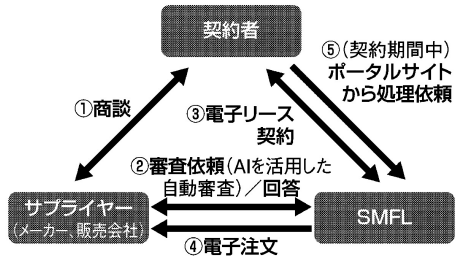 契約者
⑤(契約期間中)
ポータルサイト
から処理依頼
①商談
③電子リース
契約
②審査依頼(AIを活用した
自動審査)／回答
サプライヤー
(メーカー、販売会社)
SMFL
④電子注文